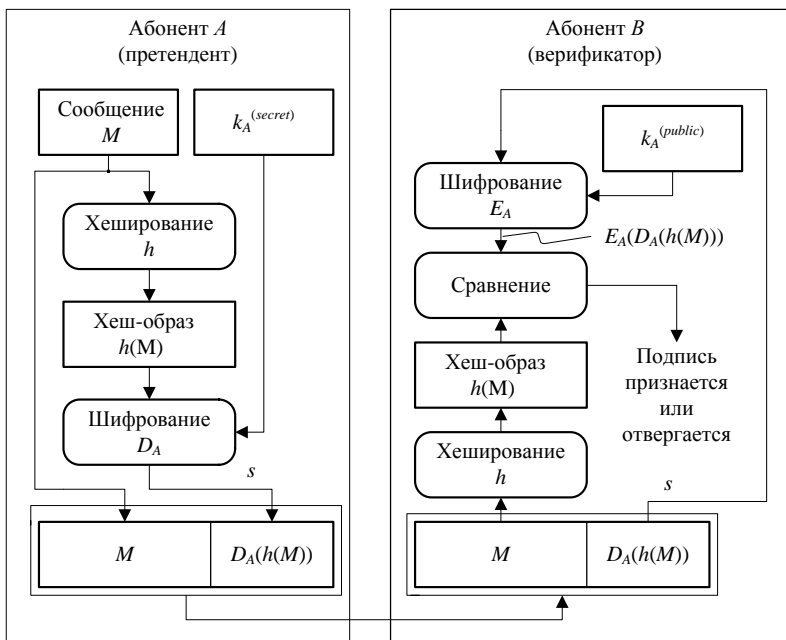 Абонент A
(претендент)
Сообщение
M
k_A^(secret)
Хеширование
h
Хеш-образ
h(M)
Шифрование
D_A
s
M
D_A(h(M))
Абонент B
(верификатор)
k_A^(public)
Шифрование
E_A
E_A(D_A(h(M)))
Сравнение
Хеш-образ
h(M)
Подпись
признается
или
отвергается
Хеширование
h
s
M
D_A(h(M))